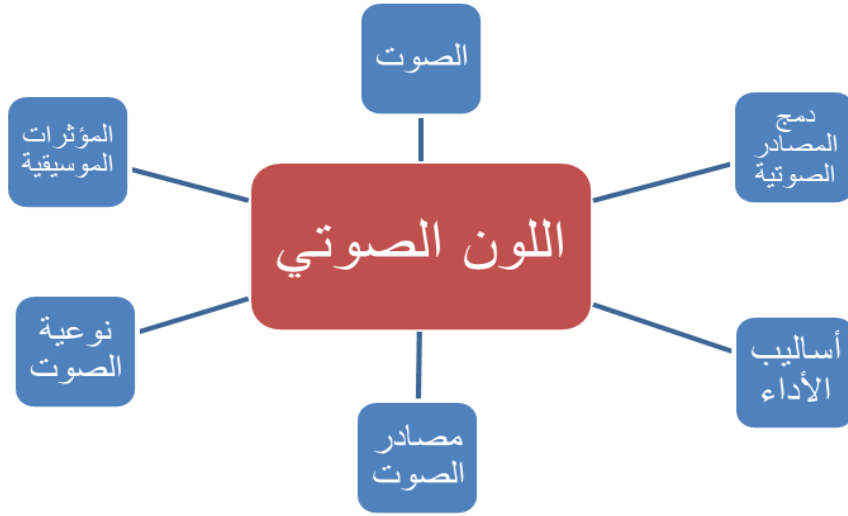 الصوت
دمج
المصادر
الصوتية
المؤثرات
الموسيقية
اللون الصوتي
أساليب
الأداء
نوعية
الصوت
مصادر
الصوت